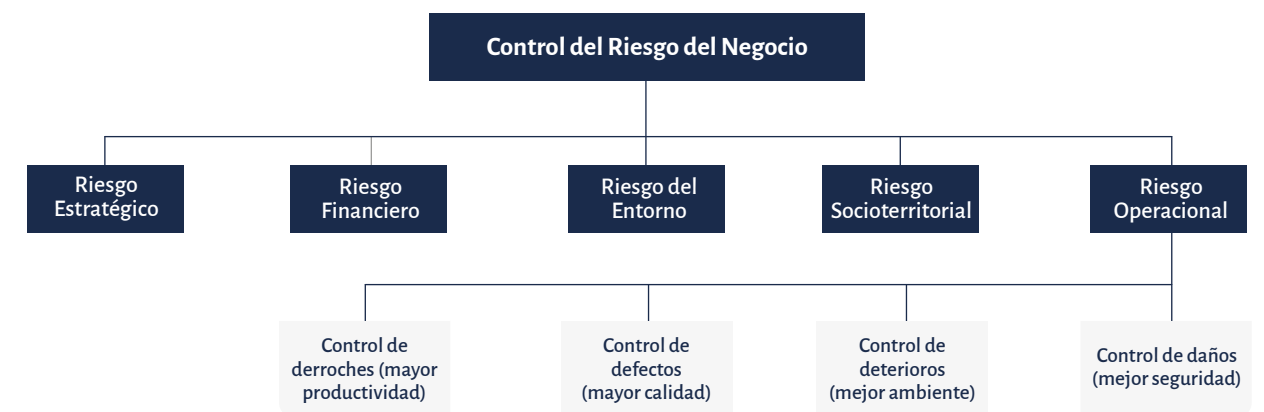 Control del Riesgo del Negocio
Riesgo
Estratégico
Riesgo
Financiero
Riesgo del
Entorno
Riesgo
Socioterritorial
Riesgo
Operacional
Control de
derroches (mayor
productividad)
Control de
defectos
(mayor calidad)
Control de
deterioros
(mejor ambiente)
Control de daños
(mejor seguridad)